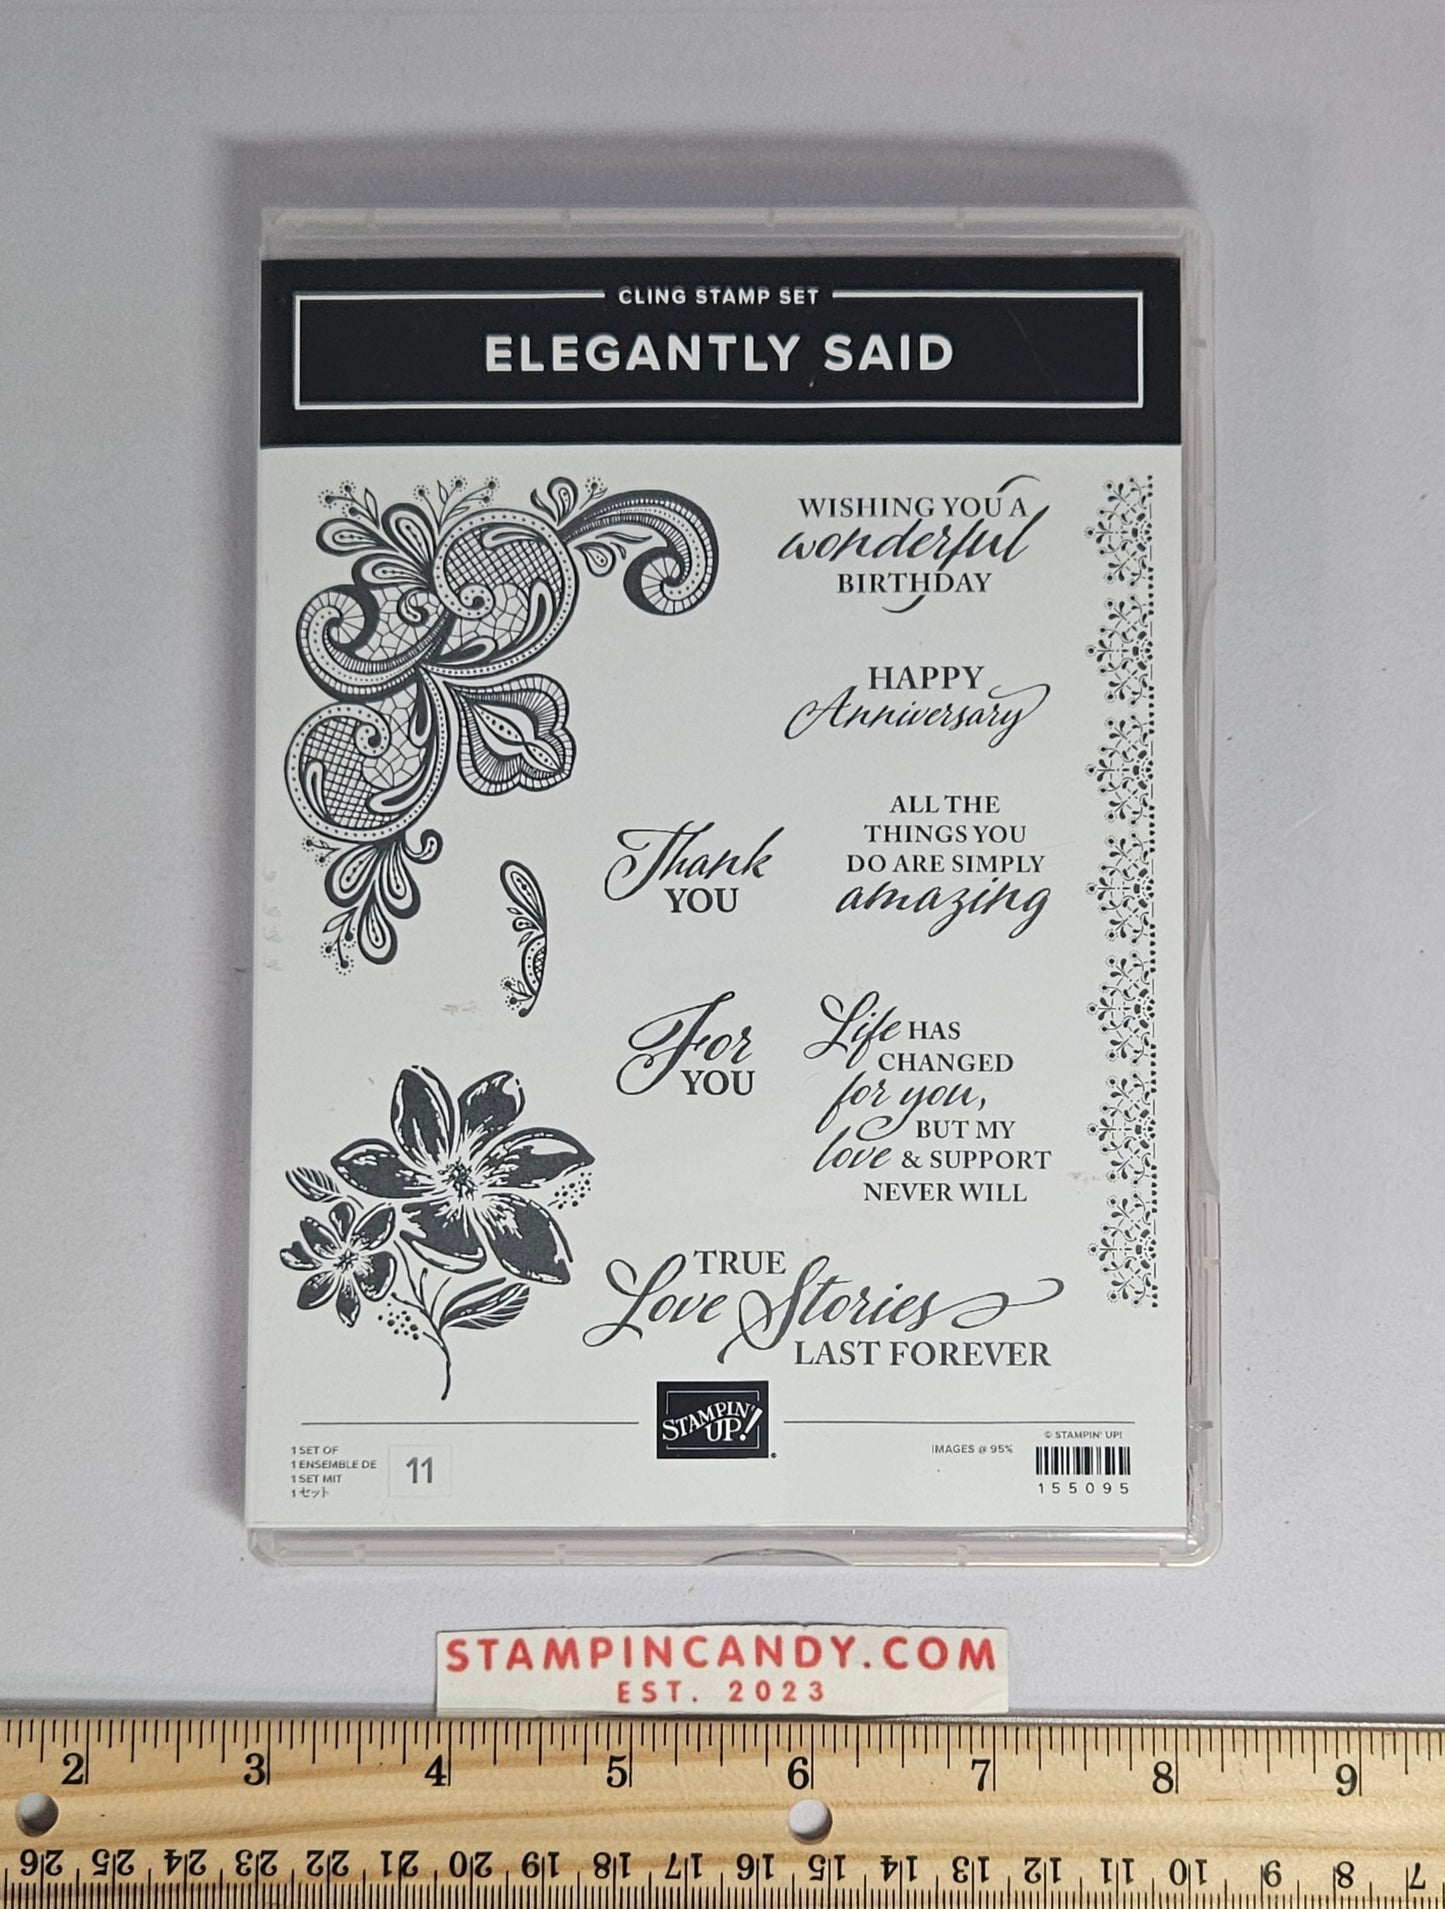 CLING STAMP SET
ELEGANTLY SAID
WISHING YOU A
wonderful
BIRTHDAY
HAPPY
Anniversary
ALL THE
THINGS YOU
DO ARE SIMPLY
amazing
Thank
YOU
For
YOU
Life HAS
CHANGED
for you,
BUT MY
love & SUPPORT
NEVER WILL
TRUE
Love Stories
LAST FOREVER
STAMPIN'
UP!®
1 SET OF
1 ENSEMBLE DE
1 SET MIT
1 セット
11
IMAGES @ 95%
© STAMPIN' UP!
155095
STAMPINCANDY.COM
EST. 2023
2 3 4 5 6 7 8 9
26 25 24 23 22 21 20 19 18 17 16 15 14 13 12 11 10 9 8 7